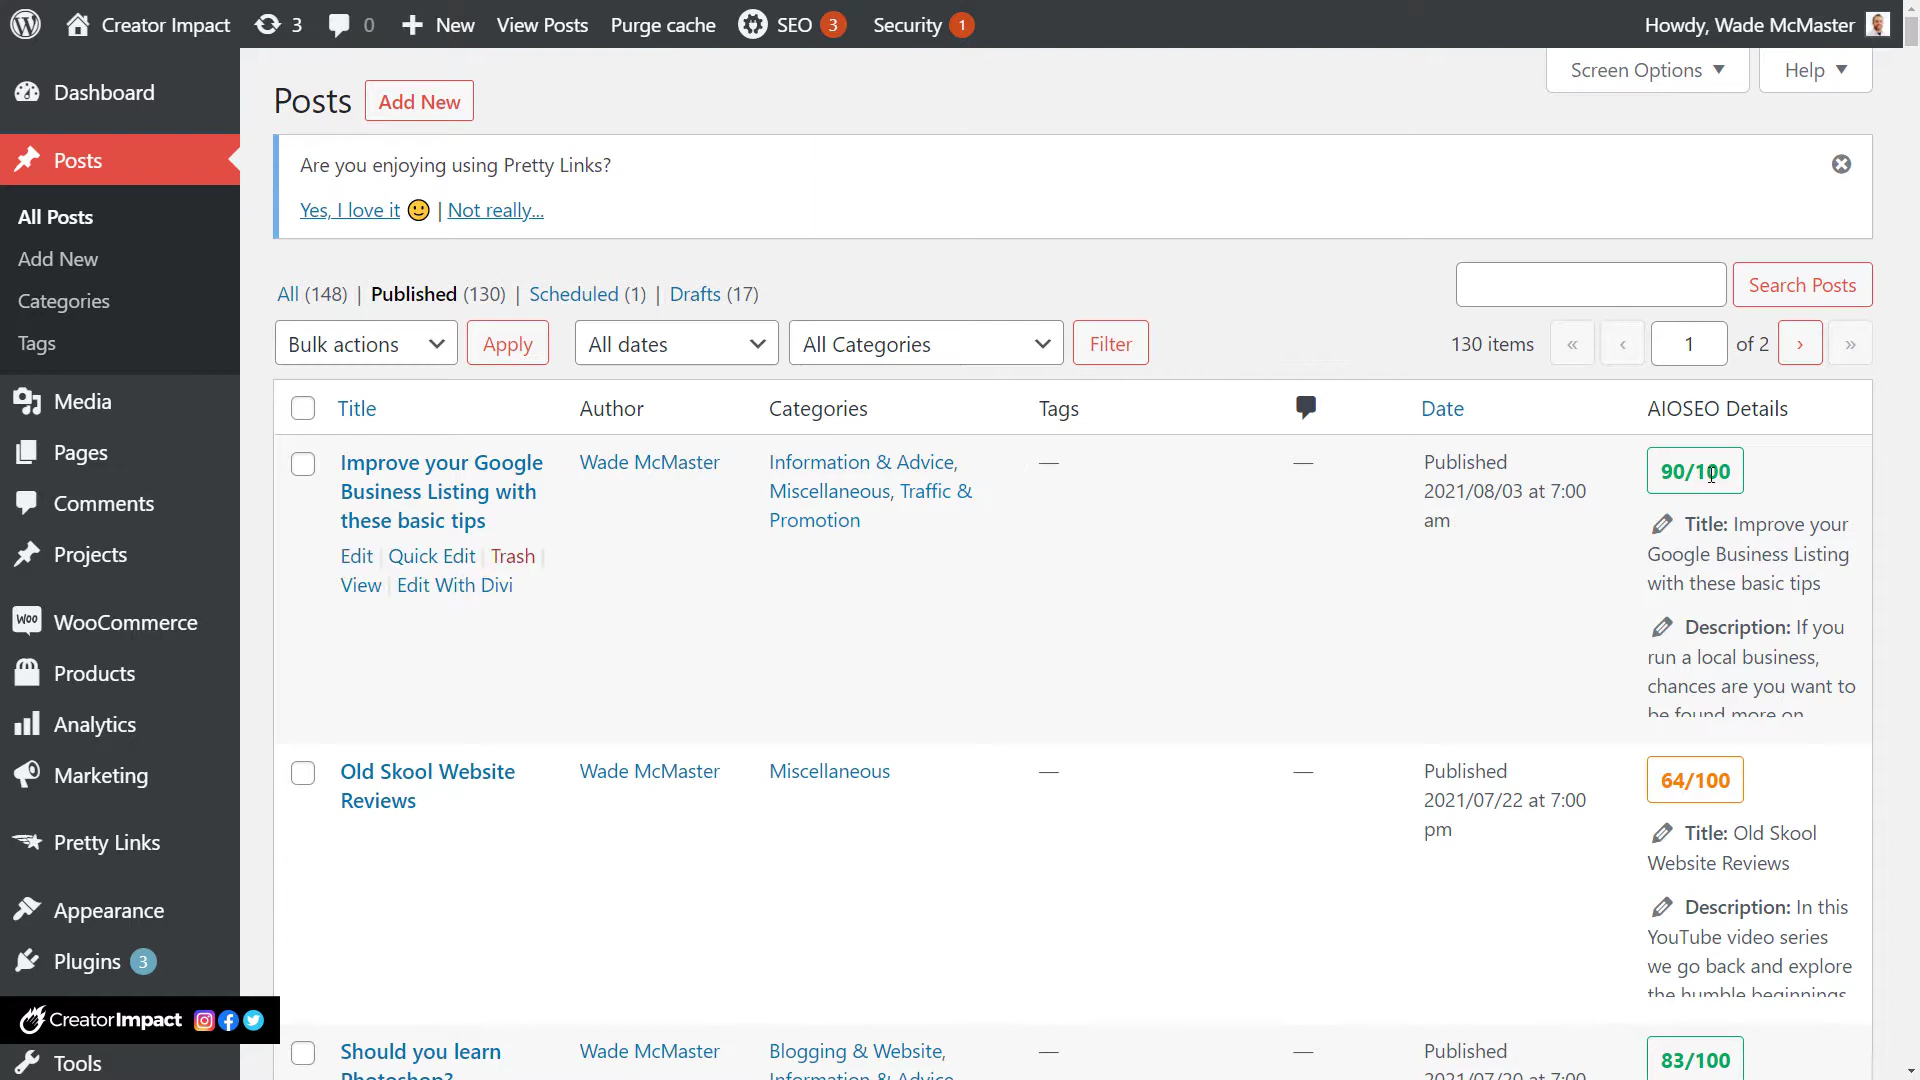 Creator Impact 3 0 New View Posts Purge cache SEO 3 Security 1 Howdy, Wade McMaster
Screen Options Help
Dashboard
Posts
All Posts
Add New
Categories
Tags
Media
Pages
Comments
Projects
WooCommerce
Products
Analytics
Marketing
Pretty Links
Appearance
Plugins 3
CreatorImpact
Tools
Posts Add New
Are you enjoying using Pretty Links?
Yes, I love it | Not really...
All (148) | Published (130) | Scheduled (1) | Drafts (17)
Search Posts
Bulk actions Apply All dates All Categories Filter 130 items « ‹ 1 of 2 › »
Title Author Categories Tags Date AIOSEO Details
Improve your Google
Business Listing with
these basic tips
Edit | Quick Edit | Trash |
View | Edit With Divi
Wade McMaster
Information & Advice,
Miscellaneous, Traffic &
Promotion
—
—
Published
2021/08/03 at 7:00
am
90/100
Title: Improve your
Google Business Listing
with these basic tips
Description: If you
run a local business,
chances are you want to
be found more on
Old Skool Website
Reviews
Wade McMaster
Miscellaneous
—
—
Published
2021/07/22 at 7:00
pm
64/100
Title: Old Skool
Website Reviews
Description: In this
YouTube video series
we go back and explore
the humble beginnings
Should you learn
Photoshop?
Wade McMaster
Blogging & Website,
Information & Advice
—
—
Published
2021/07/20 at 7:00
83/100